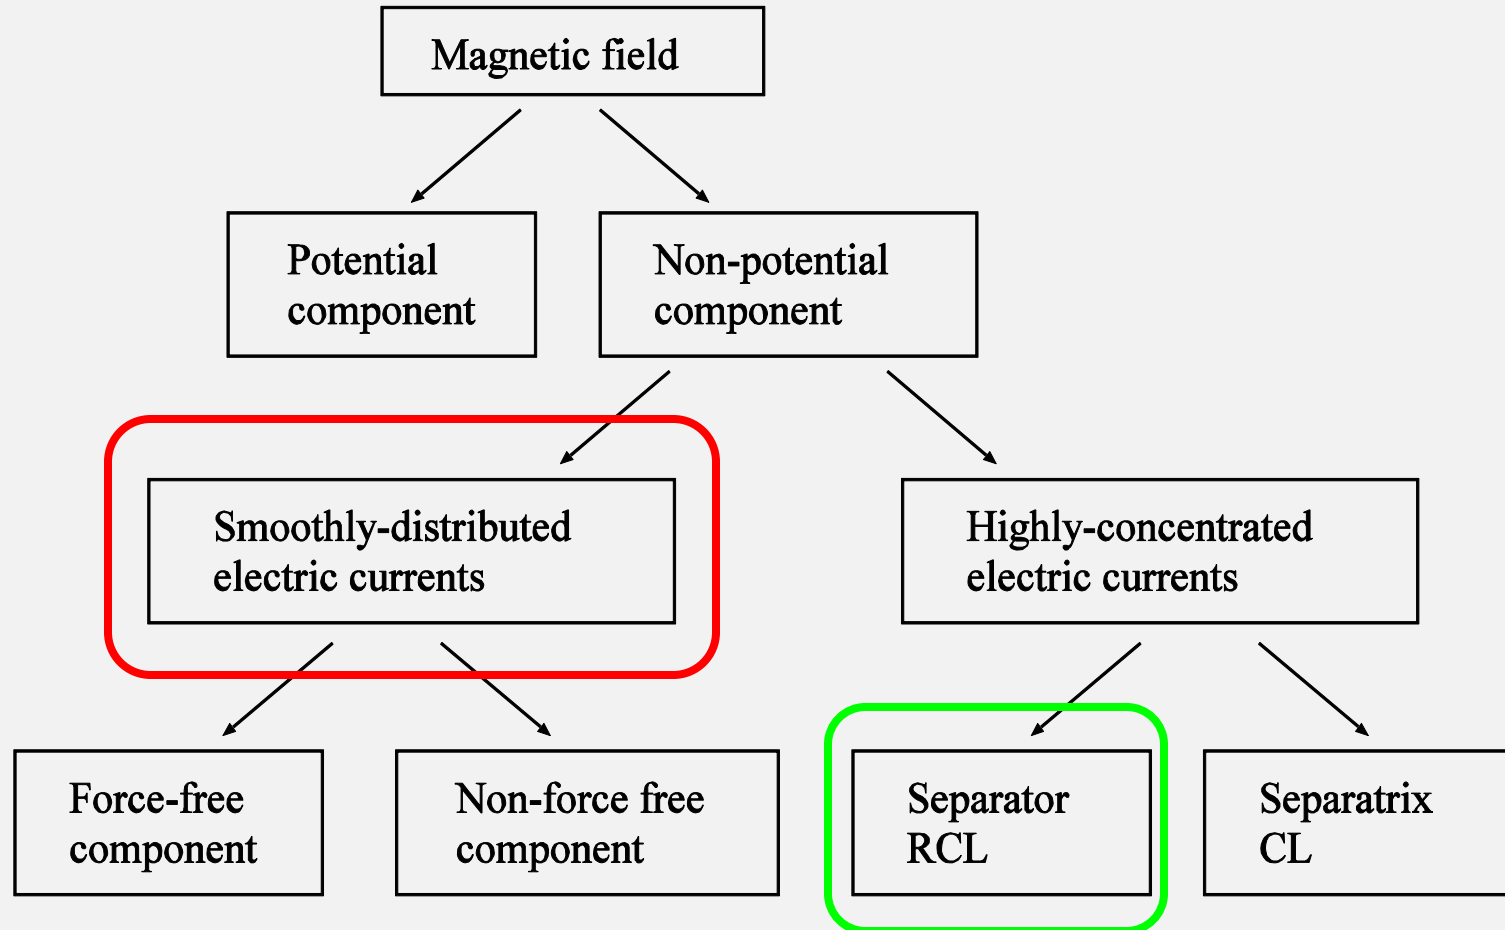 Magnetic field
Potential
component
Non-potential
component
Smoothly-distributed
electric currents
Highly-concentrated
electric currents
Force-free
component
Non-force free
component
Separator
RCL
Separatrix
CL